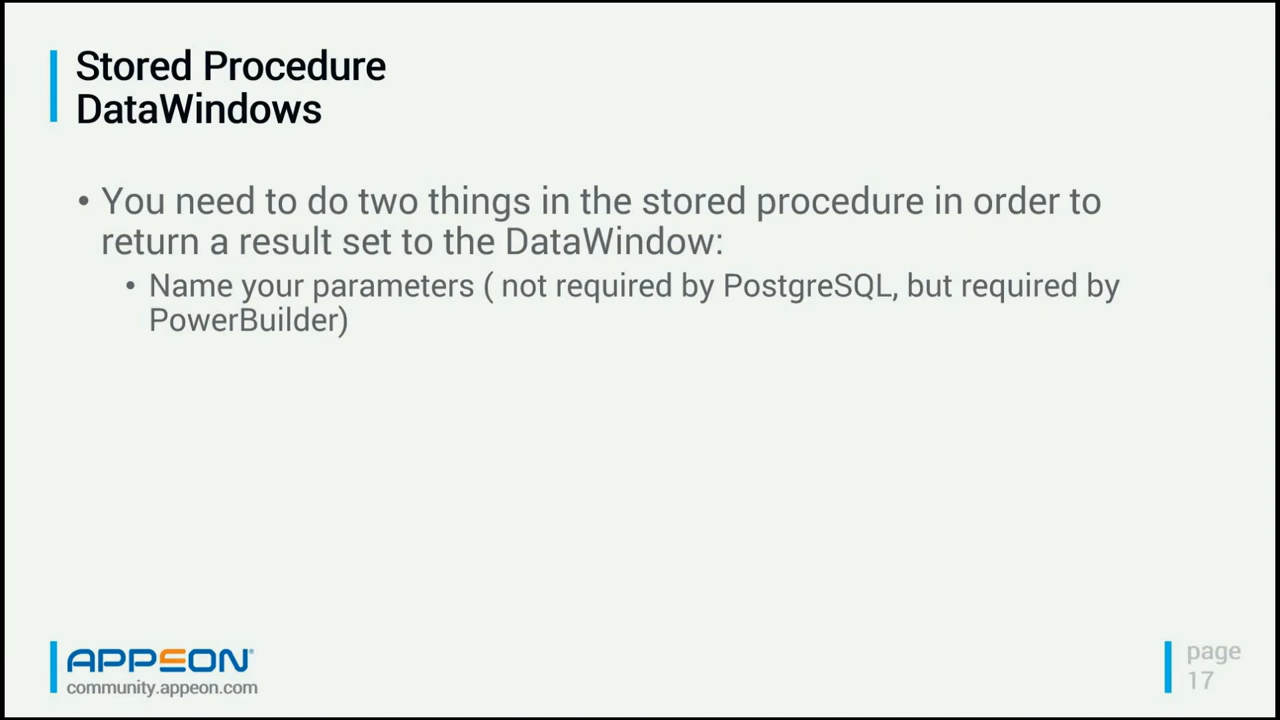 Stored Procedure
DataWindows
• You need to do two things in the stored procedure in order to
return a result set to the DataWindow:
• Name your parameters ( not required by PostgreSQL, but required by
PowerBuilder)
APPEON®
community.appeon.com
page
17